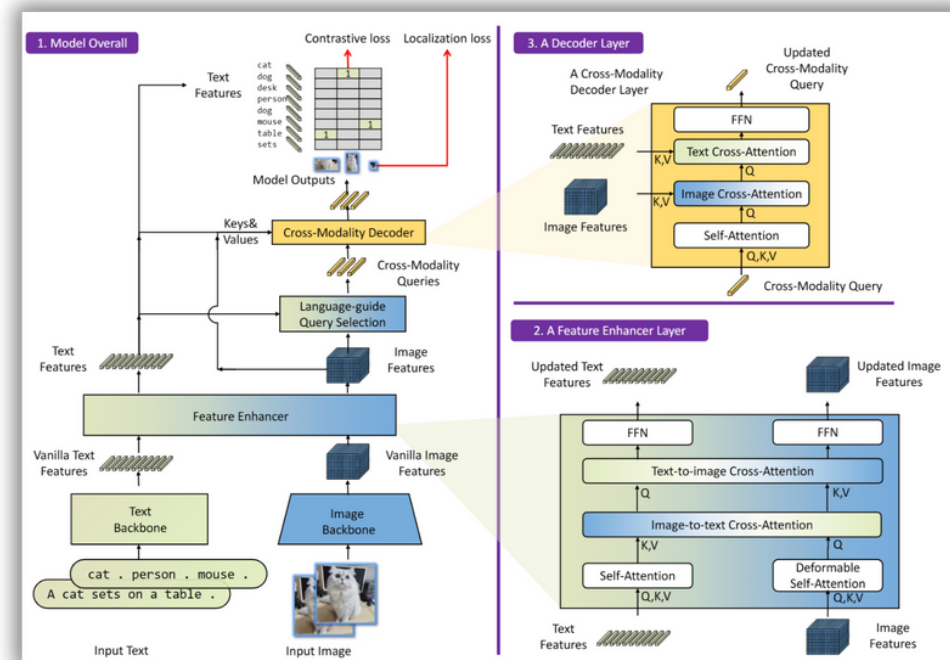 1. Model Overall
Contrastive loss
Localization loss
Text
Features
cat
dog
desk
person
dog
mouse
table
sets
1
1
1
Model Outputs
Keys&
Values
Cross-Modality Decoder
Cross-Modality
Queries
Language-guide
Query Selection
Text
Features
Image
Features
Feature Enhancer
Vanilla Text
Features
Vanilla Image
Features
Text
Backbone
Image
Backbone
cat . person . mouse .
A cat sets on a table .
Input Text
Input Image
3. A Decoder Layer
Updated
Cross-Modality
Query
A Cross-Modality
Decoder Layer
FFN
Text Features
Text Cross-Attention
K,V
Q
Image Cross-Attention
K,V
Q
Image Features
Self-Attention
Q,K,V
Cross-Modality Query
2. A Feature Enhancer Layer
Updated Text
Features
Updated Image
Features
FFN
FFN
Text-to-image Cross-Attention
Q
K,V
Image-to-text Cross-Attention
K,V
Q
Self-Attention
Deformable
Self-Attention
Q,K,V
Q,K,V
Text
Features
Image
Features